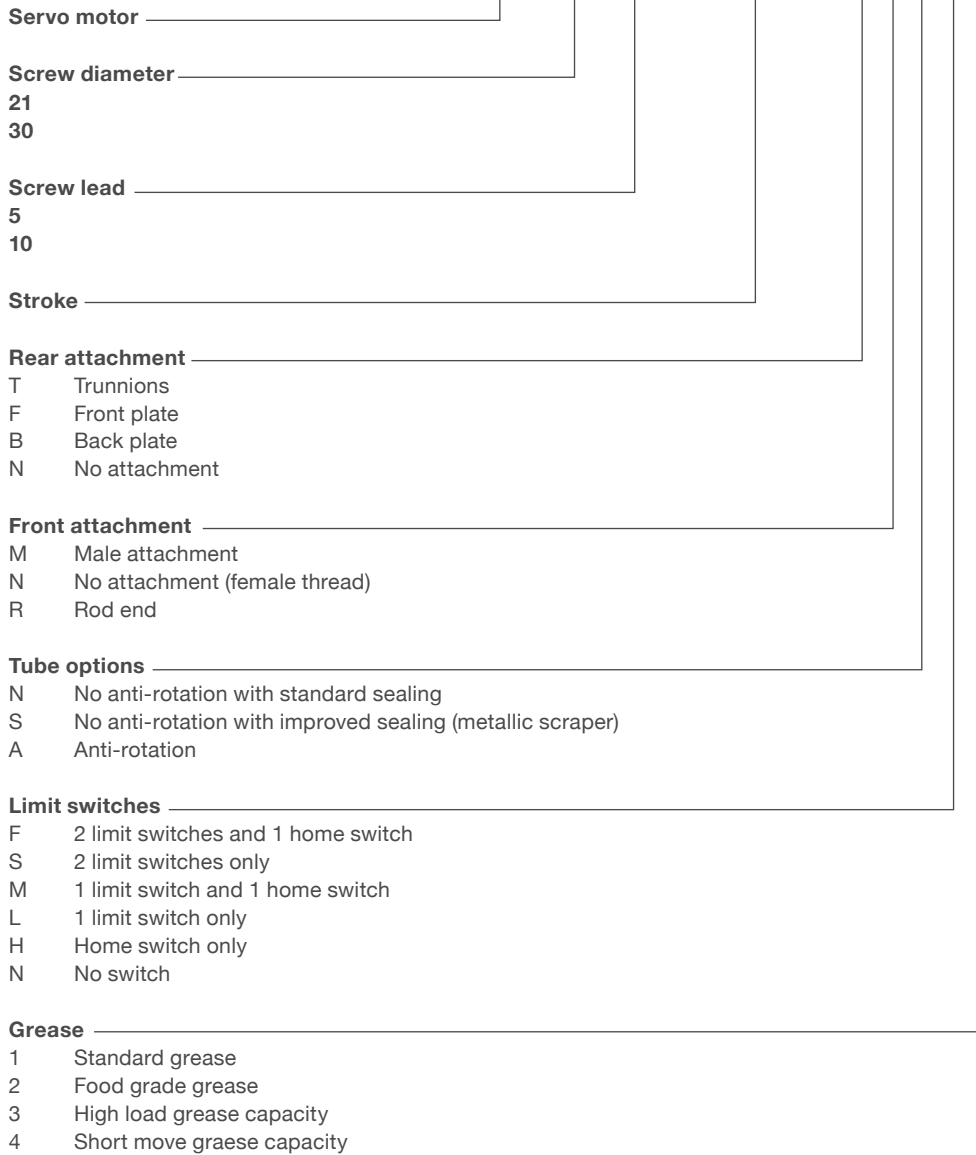 Servo motor
Screw diameter
21
30
Screw lead
5
10
Stroke
Rear attachment
T Trunnions
F Front plate
B Back plate
N No attachment
Front attachment
M Male attachment
N No attachment (female thread)
R Rod end
Tube options
N No anti-rotation with standard sealing
S No anti-rotation with improved sealing (metallic scraper)
A Anti-rotation
Limit switches
F 2 limit switches and 1 home switch
S 2 limit switches only
M 1 limit switch and 1 home switch
L 1 limit switch only
H Home switch only
N No switch
Grease
1 Standard grease
2 Food grade grease
3 High load grease capacity
4 Short move graese capacity